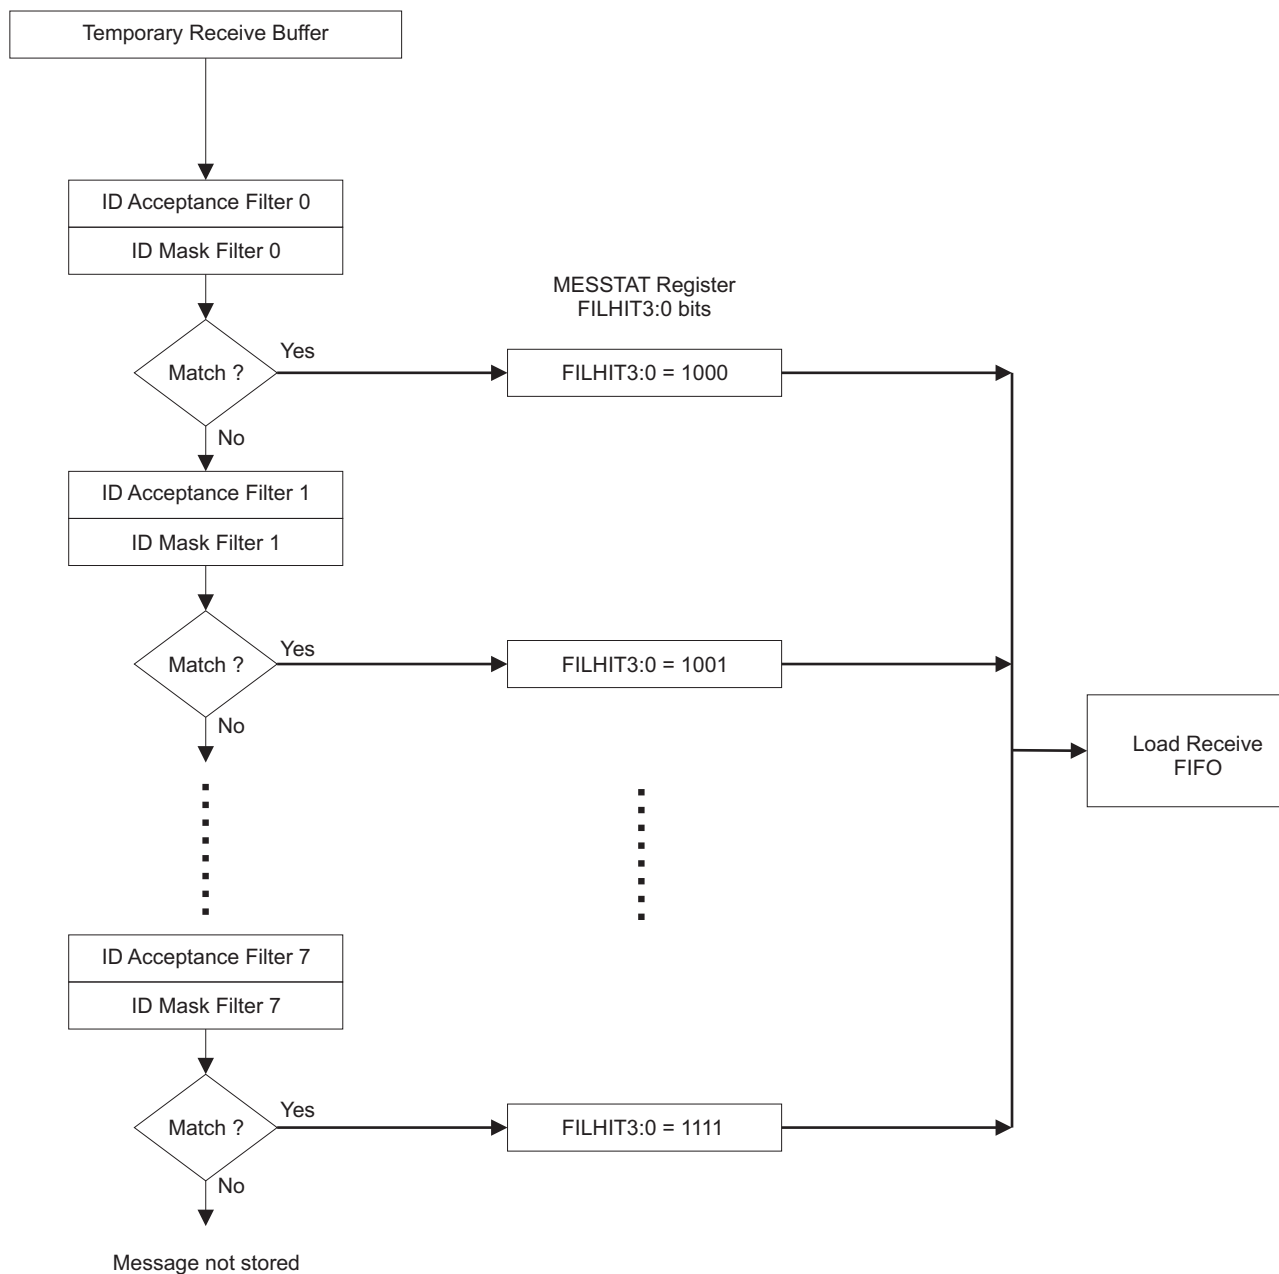 Temporary Receive Buffer
ID Acceptance Filter 0
ID Mask Filter 0
MESSTAT Register
FILHIT3:0 bits
Match ?
Yes
FILHIT3:0 = 1000
No
ID Acceptance Filter 1
ID Mask Filter 1
Match ?
Yes
FILHIT3:0 = 1001
No
Load Receive
FIFO
ID Acceptance Filter 7
ID Mask Filter 7
Match ?
Yes
FILHIT3:0 = 1111
No
Message not stored